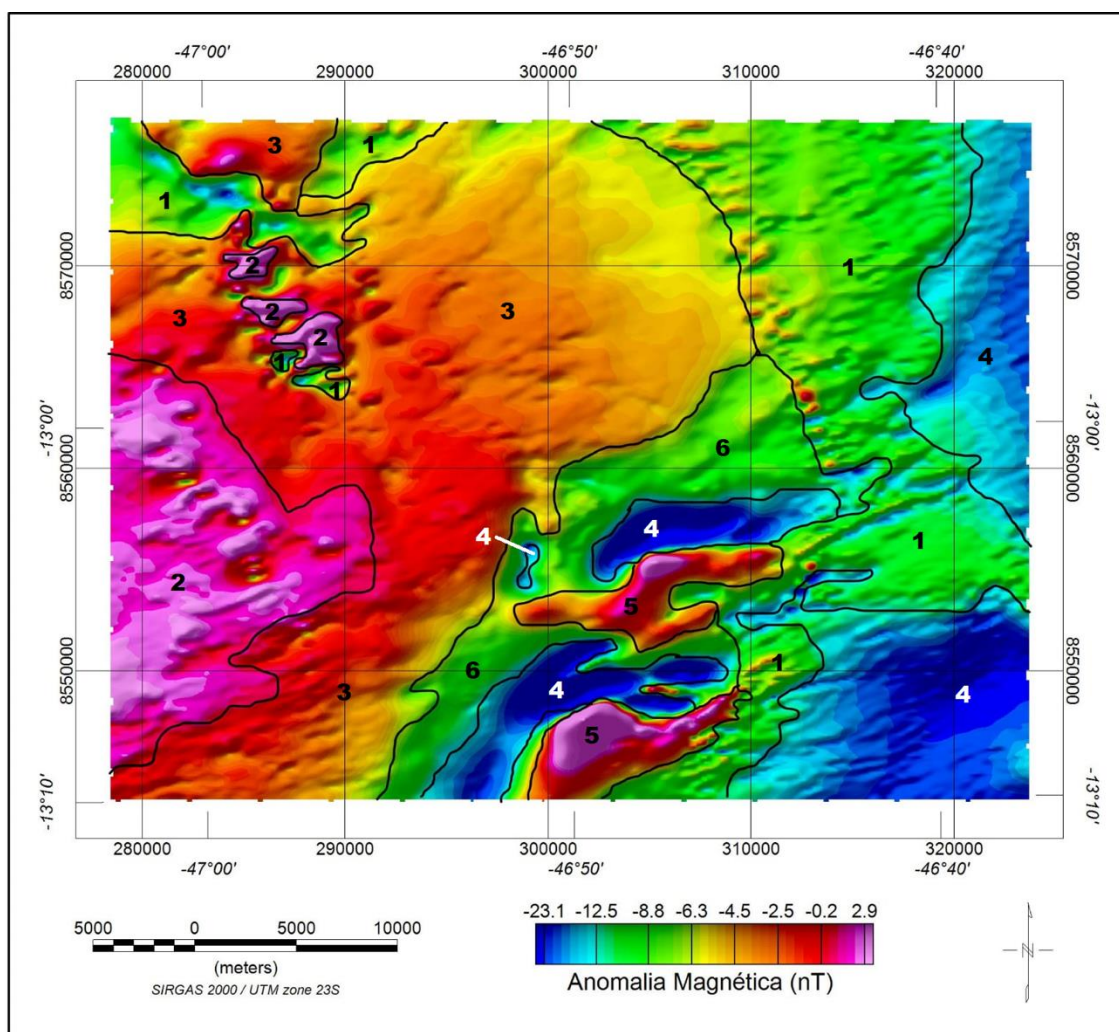 -47°00' -46°50' -46°40'
280000 290000 300000 310000 320000
3 1
1
8570000 2 1 8570000
3 2 3
2 4
1
1
-13°00' 6 -13°00'
8560000 8560000
4 4 1
2
5
6 1
8550000 3 4 4 8550000
5
-13°10' -13°10'
280000 290000 300000 310000 320000
-47°00' -46°50' -46°40'
5000 0 5000 10000
(meters)
SIRGAS 2000 / UTM zone 23S
-23.1 -12.5 -8.8 -6.3 -4.5 -2.5 -0.2 2.9
Anomalia Magnética (nT)
N